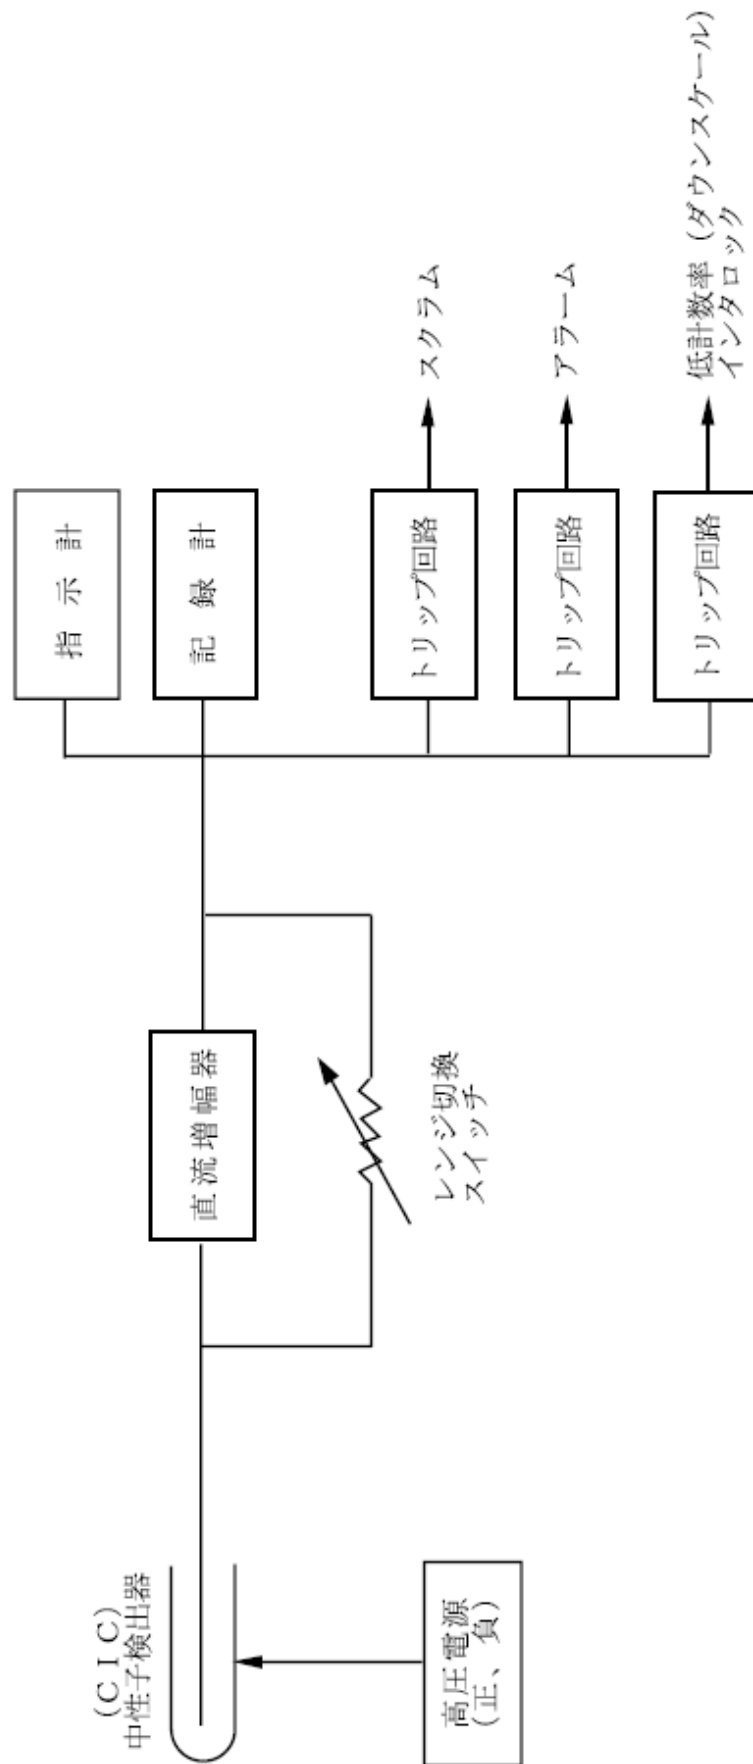 (CIC)
中性子検出器
高圧電源
(正、負)
直流増幅器
レンジ切換
スイッチ
指示計
記録計
トリップ回路
スクラム
トリップ回路
アラーム
トリップ回路
低計数率(ダウンスケール)
インタロック